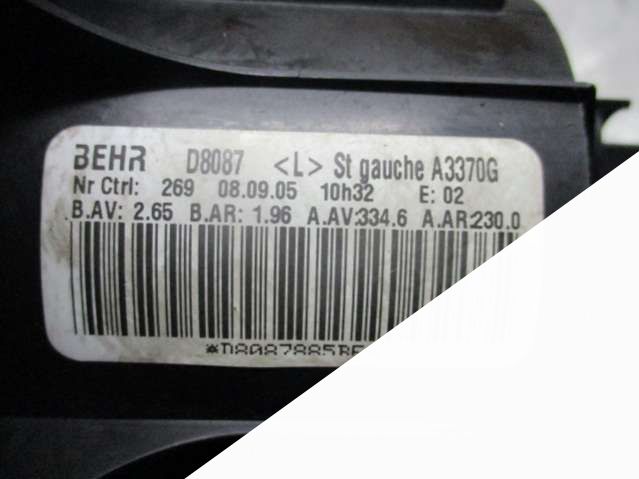 BEHR D8087 <L> St gauche A3370G
Nr Ctrl: 269 08.09.05 10h32 E: 02
B.AV: 2.65 B.AR: 1.96 A.AV:334.6 A.AR:230.0